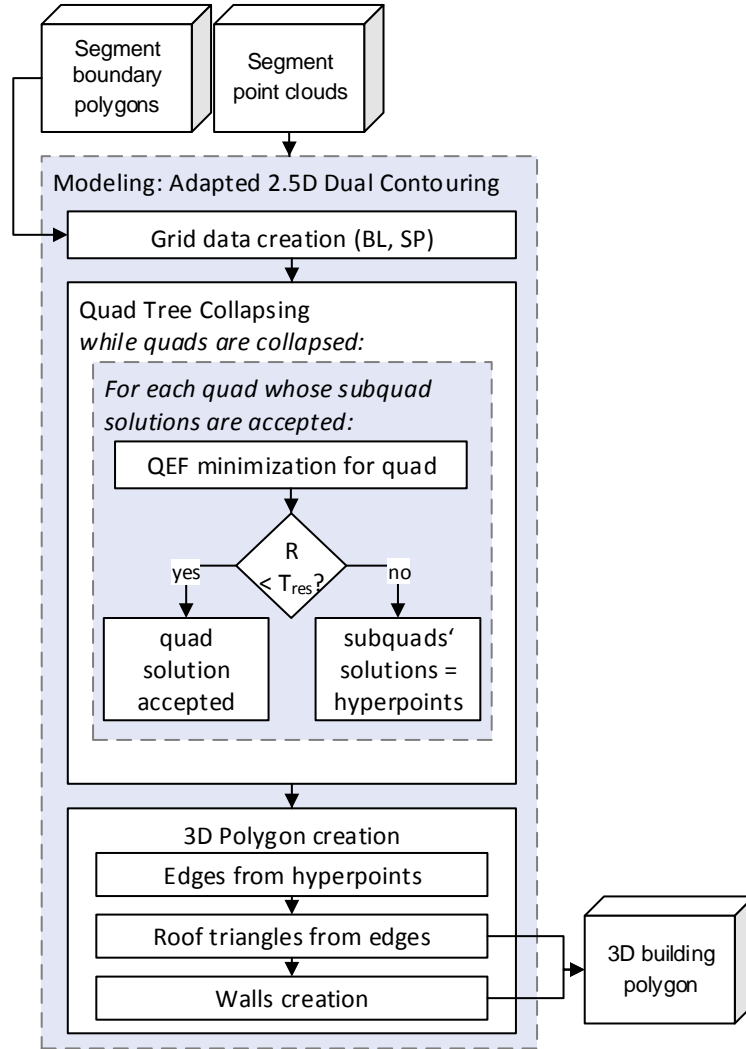 Segment
boundary
polygons
Segment
point clouds
Modeling: Adapted 2.5D Dual Contouring
Grid data creation (BL, SP)
Quad Tree Collapsing
while quads are collapsed:
For each quad whose subquad
solutions are accepted:
QEF minimization for quad
R
< Tres?
yes
no
quad
solution
accepted
subquads‘
solutions =
hyperpoints
3D Polygon creation
Edges from hyperpoints
Roof triangles from edges
Walls creation
3D building
polygon